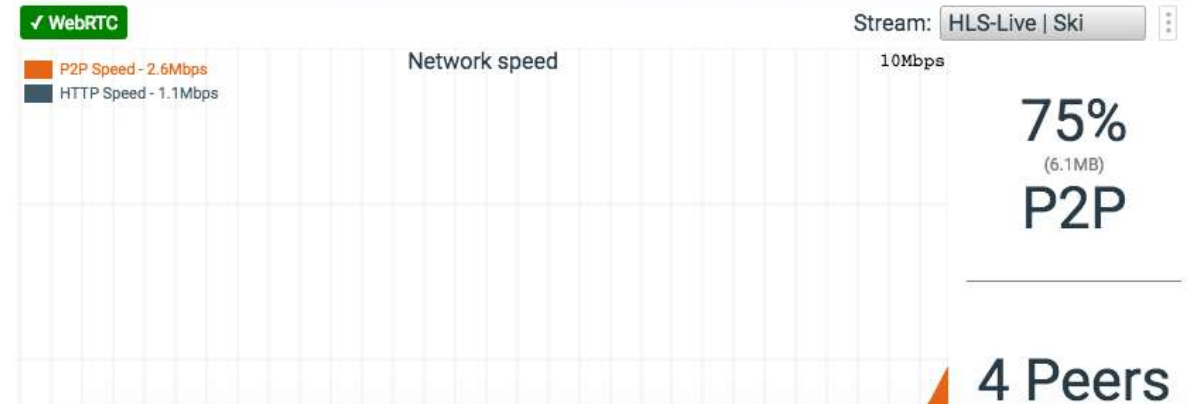 ✓ WebRTC
Stream: HLS-Live | Ski
Network speed
10Mbps
P2P Speed - 2.6Mbps
HTTP Speed - 1.1Mbps
75%
(6.1MB)
P2P
4 Peers